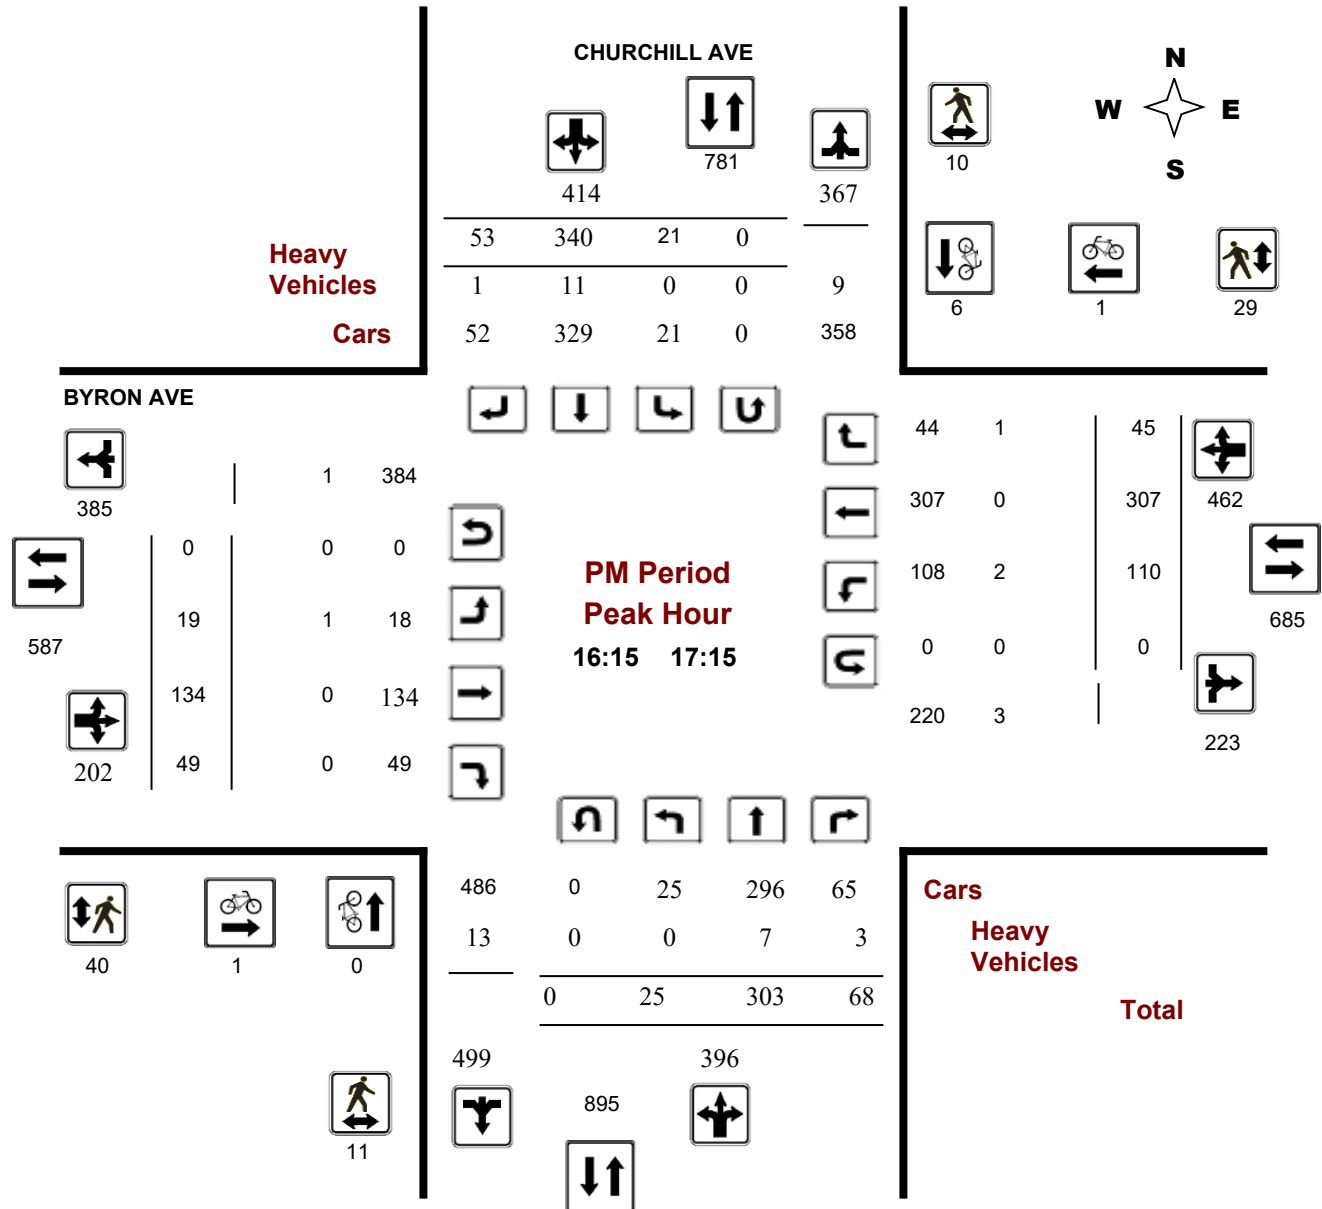 CHURCHILL AVE
N
W E
S
781
10
414 367
53 340 21 0
Heavy
Vehicles
1 11 0 0 9
6 1 29
Cars
52 329 21 0 358
BYRON AVE
44 1 45
1 384
385
307 0 307 462
0 0 0
PM Period
108 2 110
Peak Hour
19 1 18
685
587
16:15 17:15
0 0 0
134 0 134
220 3
223
202 49 0 49
486 0 25 296 65
Cars
13 0 0 7 3
Heavy
Vehicles
40 1 0
0 25 303 68
Total
499 396
895
11